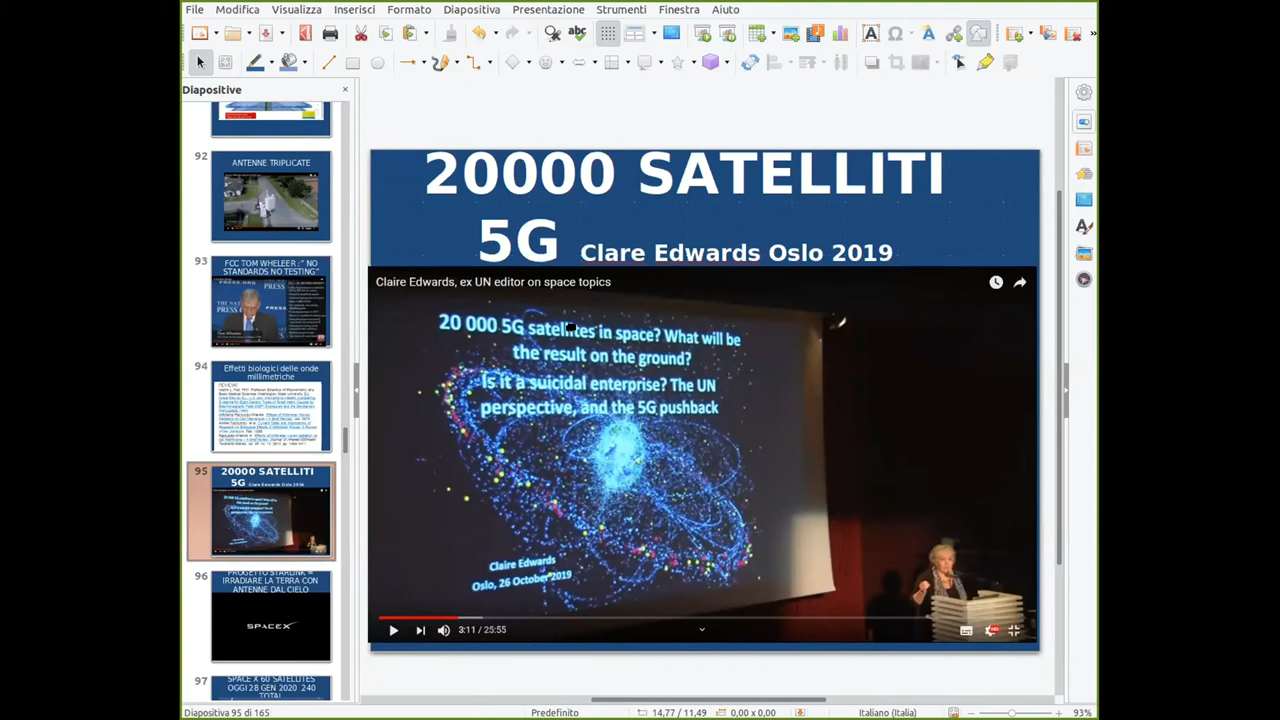 File Modifica Visualizza Inserisci Formato Diapositiva Presentazione Strumenti Finestra Aiuto
Diapositive
92
ANTENNE TRIPLICATE
93
FCC TOM WHELEER : " NO
STANDARDS NO TESTING"
94
Effetti biologici delle onde
millimetriche
95
20000 SATELLITI
5G Clare Edwards Oslo 2019
96
PROGETTO STARLINK =
IRRADIARE LA TERRA CON
ANTENNE DAL CIELO
SPACEX
97
SPACE X 60 SATELLITES
OGGI 28 GEN 2020 240
TOTAL
20000 SATELLITI
5G Clare Edwards Oslo 2019
Claire Edwards, ex UN editor on space topics
20 000 5G satellites in space? What will be
the result on the ground?
Is it a suicidal enterprise? The UN
perspective, and the 5G pushback
Claire Edwards
Oslo, 26 October 2019
3:11 / 25:55
Diapositiva 95 di 165 Predefinito 14,77 / 11,49 0,00 x 0,00 Italiano (Italia) 93%